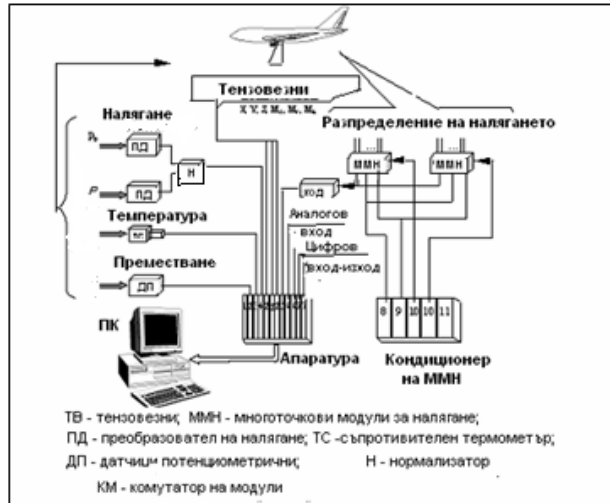 Тензовезни
X, Y, Z, Mx, My, Mz
Налягане
Разпределение на налягането
ПД
ММН
ММН
Н
Р
ПД
Температура
Аналогов
вход
Цифров
вход-изход
Преместване
ДП
ПК
8 9 10 10 11
Апаратура
Кондиционер
на ММН
ТВ - тензовезни; ММН - многоточкови модули за налягане;
ПД - преобразовател на налягане; ТС -съпротивителен термометър;
ДП - датчици потенциометрични; Н - нормализатор
КМ - комутатор на модули